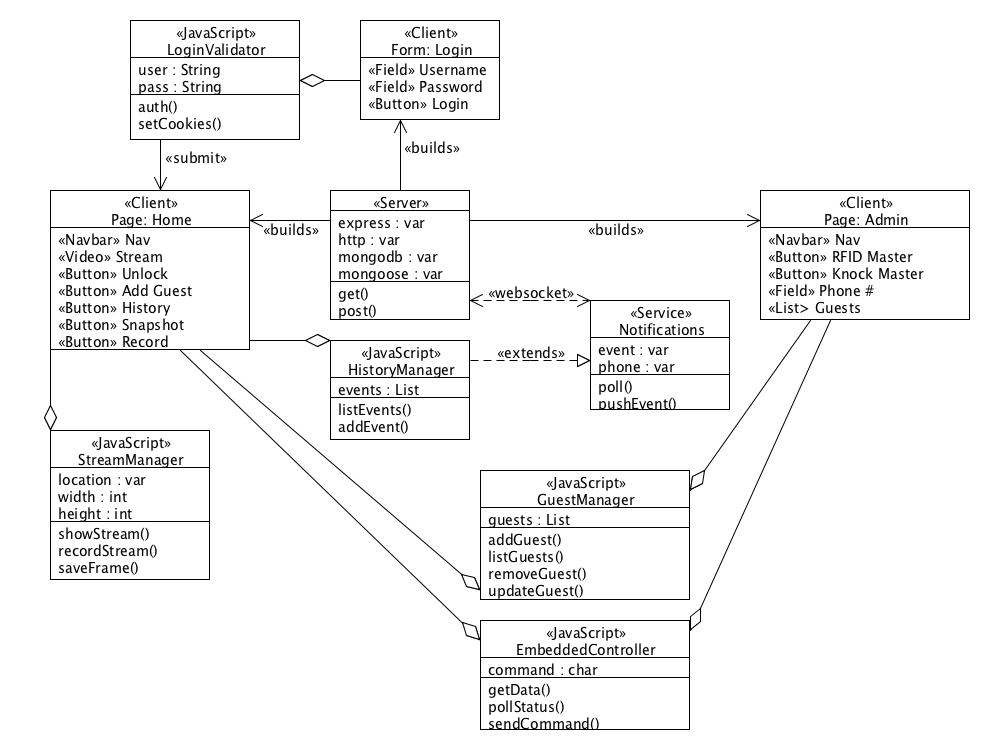 «JavaScript»
LoginValidator
user : String
pass : String
auth()
setCookies()
«Client»
Form: Login
«Field» Username
«Field» Password
«Button» Login
«submit»
«builds»
«Client»
Page: Home
«Navbar» Nav
«Video» Stream
«Button» Unlock
«Button» Add Guest
«Button» History
«Button» Snapshot
«Button» Record
«builds»
«Server»
express : var
http : var
mongodb : var
mongoose : var
get()
post()
«builds»
«Client»
Page: Admin
«Navbar» Nav
«Button» RFID Master
«Button» Knock Master
«Field» Phone #
«List> Guests
«websocket»
«Service»
Notifications
event : var
phone : var
poll()
pushEvent()
«extends»
«JavaScript»
HistoryManager
events : List
listEvents()
addEvent()
«JavaScript»
StreamManager
location : var
width : int
height : int
showStream()
recordStream()
saveFrame()
«JavaScript»
GuestManager
guests : List
addGuest()
listGuests()
removeGuest()
updateGuest()
«JavaScript»
EmbeddedController
command : char
getData()
pollStatus()
sendCommand()